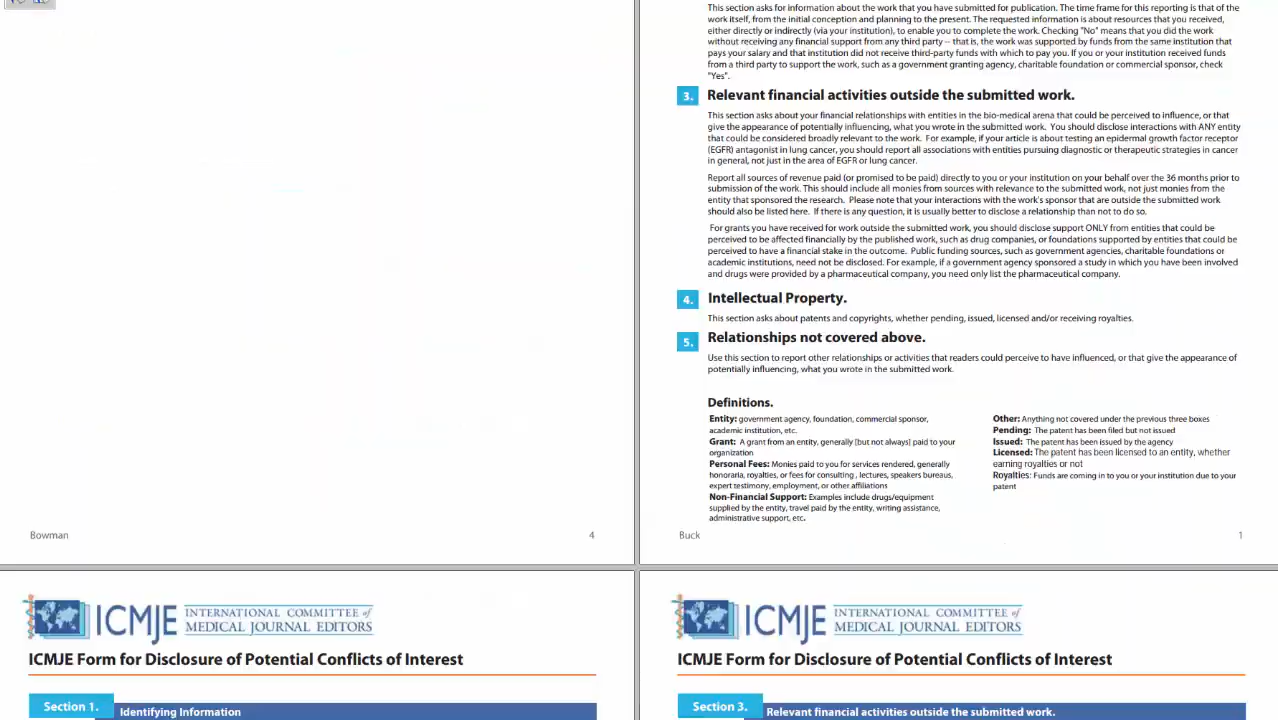 This section asks for information about the work that you have submitted for publication. The time frame for this reporting is that of the
work itself, from the initial conception and planning to the present. The requested information is about resources that you received,
either directly or indirectly (via your institution), to enable you to complete the work. Checking "No" means that you did the work
without receiving any financial support from any third party -- that is, the work was supported by funds from the same institution that
pays your salary and that institution did not receive third-party funds with which to pay you. If you or your institution received funds
from a third party to support the work, such as a government granting agency, charitable foundation or commercial sponsor, check
"Yes".
3. Relevant financial activities outside the submitted work.
This section asks about your financial relationships with entities in the bio-medical arena that could be perceived to influence, or that
give the appearance of potentially influencing, what you wrote in the submitted work. You should disclose interactions with ANY entity
that could be considered broadly relevant to the work. For example, if your article is about testing an epidermal growth factor receptor
(EGFR) antagonist in lung cancer, you should report all associations with entities pursuing diagnostic or therapeutic strategies in cancer
in general, not just in the area of EGFR or lung cancer.
Report all sources of revenue paid (or promised to be paid) directly to you or your institution on your behalf over the 36 months prior to
submission of the work. This should include all monies from sources with relevance to the submitted work, not just monies from the
entity that sponsored the research. Please note that your interactions with the work's sponsor that are outside the submitted work
should also be listed here. If there is any question, it is usually better to disclose a relationship than not to do so.
For grants you have received for work outside the submitted work, you should disclose support ONLY from entities that could be
perceived to be affected financially by the published work, such as drug companies, or foundations supported by entities that could be
perceived to have a financial stake in the outcome. Public funding sources, such as government agencies, charitable foundations or
academic institutions, need not be disclosed. For example, if a government agency sponsored a study in which you have been involved
and drugs were provided by a pharmaceutical company, you need only list the pharmaceutical company.
4. Intellectual Property.
This section asks about patents and copyrights, whether pending, issued, licensed and/or receiving royalties.
5. Relationships not covered above.
Use this section to report other relationships or activities that readers could perceive to have influenced, or that give the appearance of
potentially influencing, what you wrote in the submitted work.
Definitions.
Entity: government agency, foundation, commercial sponsor,
academic institution, etc.
Grant: A grant from an entity, generally [but not always] paid to your
organization
Personal Fees: Monies paid to you for services rendered, generally
honoraria, royalties, or fees for consulting , lectures, speakers bureaus,
expert testimony, employment, or other affiliations
Non-Financial Support: Examples include drugs/equipment
supplied by the entity, travel paid by the entity, writing assistance,
administrative support, etc.
Other: Anything not covered under the previous three boxes
Pending: The patent has been filed but not issued
Issued: The patent has been issued by the agency
Licensed: The patent has been licensed to an entity, whether
earning royalties or not
Royalties: Funds are coming in to you or your institution due to your
patent
Bowman 4
Buck 1
ICMJE INTERNATIONAL COMMITTEE of
MEDICAL JOURNAL EDITORS
ICMJE Form for Disclosure of Potential Conflicts of Interest
Section 1. Identifying Information
ICMJE INTERNATIONAL COMMITTEE of
MEDICAL JOURNAL EDITORS
ICMJE Form for Disclosure of Potential Conflicts of Interest
Section 3. Relevant financial activities outside the submitted work.